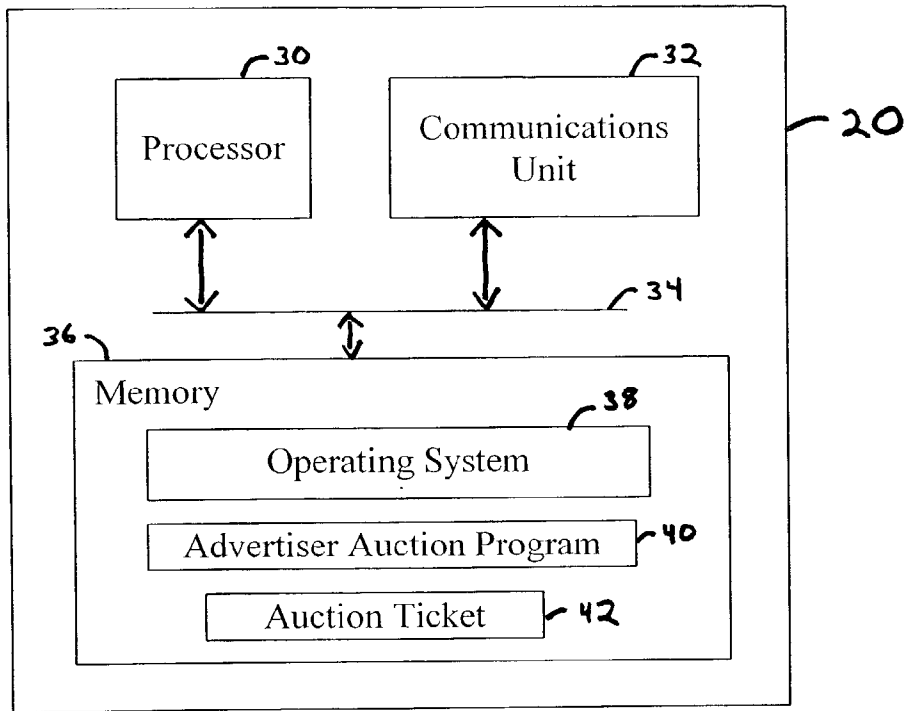 30
32
20
Processor
Communications
Unit
34
36
Memory
38
Operating System
Advertiser Auction Program
40
Auction Ticket
42